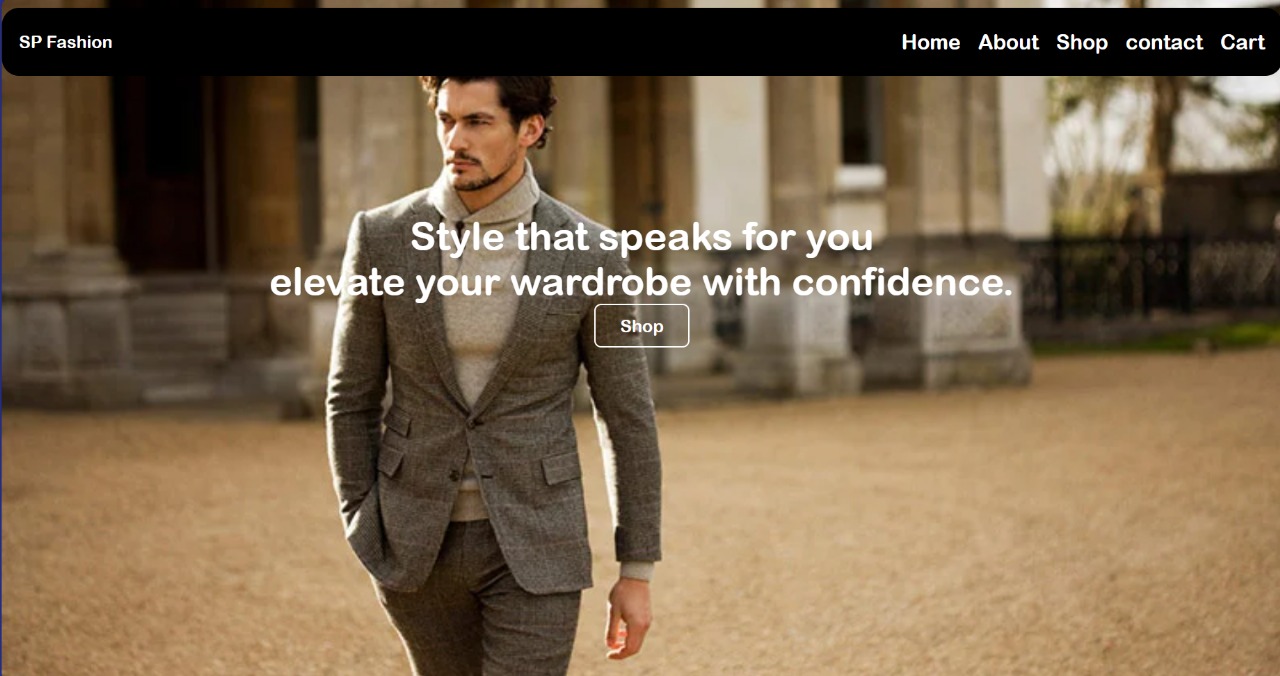 SP Fashion
Home About Shop contact Cart
Style that speaks for you
elevate your wardrobe with confidence.
Shop